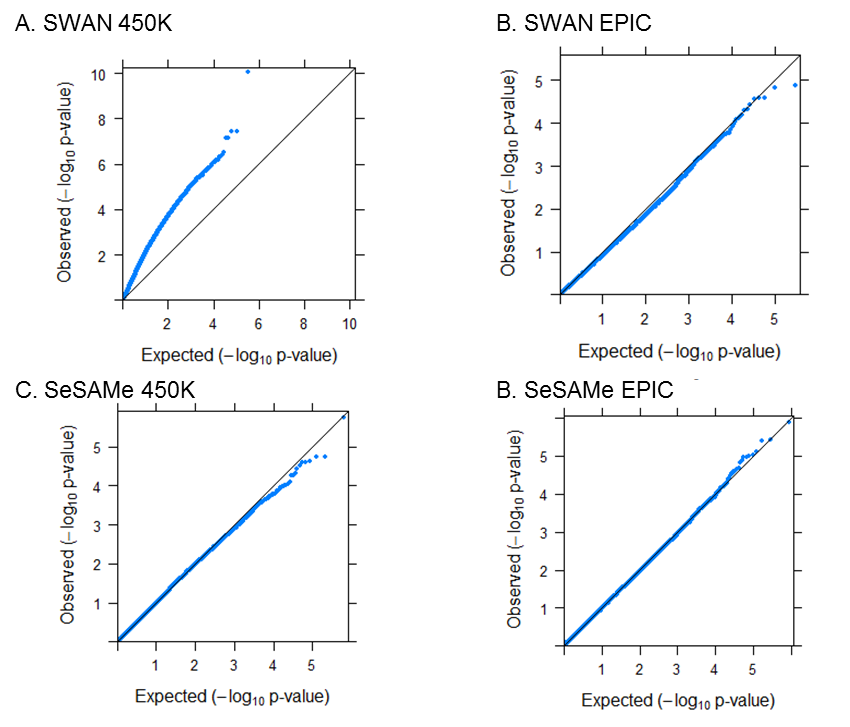 A. SWAN 450K
B. SWAN EPIC
Observed (−log10 p-value)
10
8
6
4
2
2 4 6 8 10
Expected (−log10 p-value)
Observed (−log10 p-value)
5
4
3
2
1
1 2 3 4 5
Expected (−log10 p-value)
C. SeSAMe 450K
B. SeSAMe EPIC
Observed (−log10 p-value)
5
4
3
2
1
1 2 3 4 5
Expected (−log10 p-value)
Observed (−log10 p-value)
5
4
3
2
1
1 2 3 4 5
Expected (−log10 p-value)